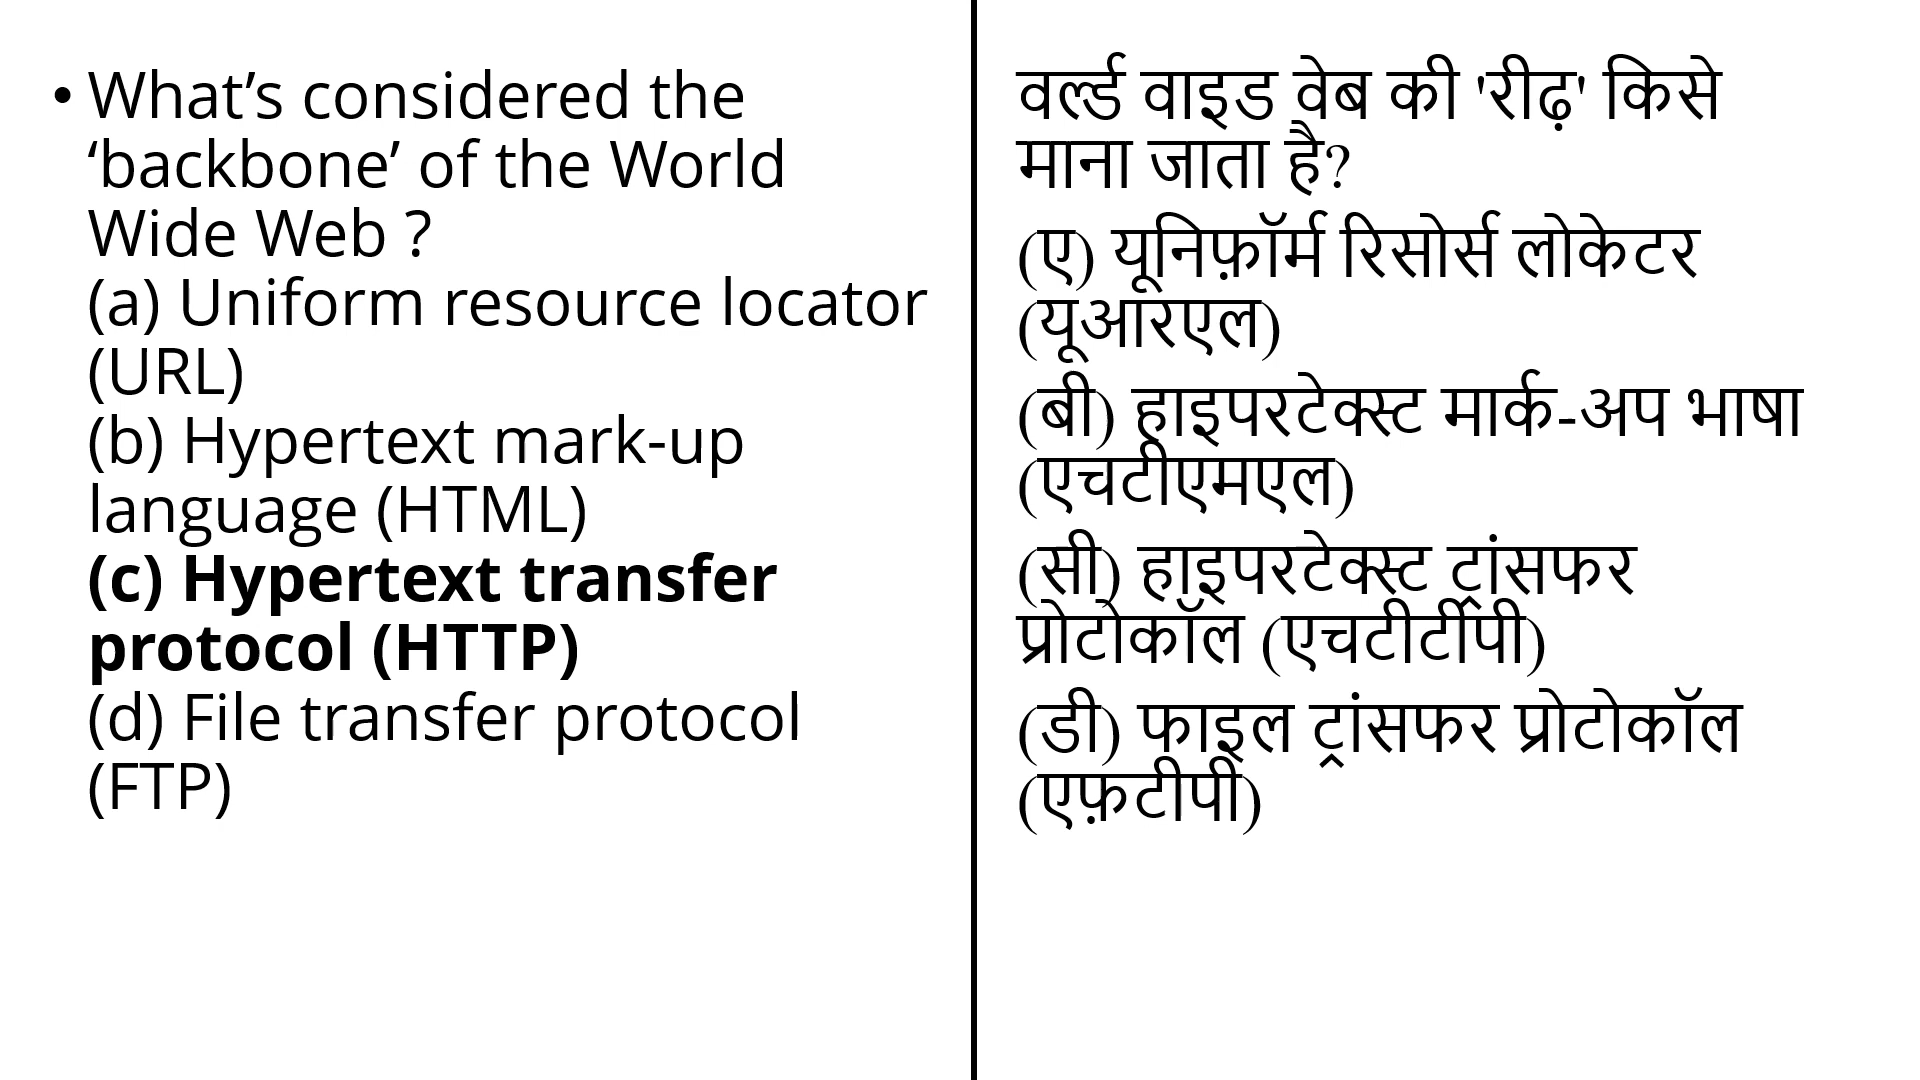 • What’s considered the
‘backbone’ of the World
Wide Web ?
(a) Uniform resource locator
(URL)
(b) Hypertext mark-up
language (HTML)
(c) Hypertext transfer
protocol (HTTP)
(d) File transfer protocol
(FTP)
वर्ल्ड वाइड वेब की 'रीढ़' किसे
माना जाता है?
(ए) यूनिफ़ॉर्म रिसोर्स लोकेटर
(यूआरएल)
(बी) हाइपरटेक्स्ट मार्क-अप भाषा
(एचटीएमएल)
(सी) हाइपरटेक्स्ट ट्रांसफर
प्रोटोकॉल (एचटीटीपी)
(डी) फाइल ट्रांसफर प्रोटोकॉल
(एफ़टीपी)